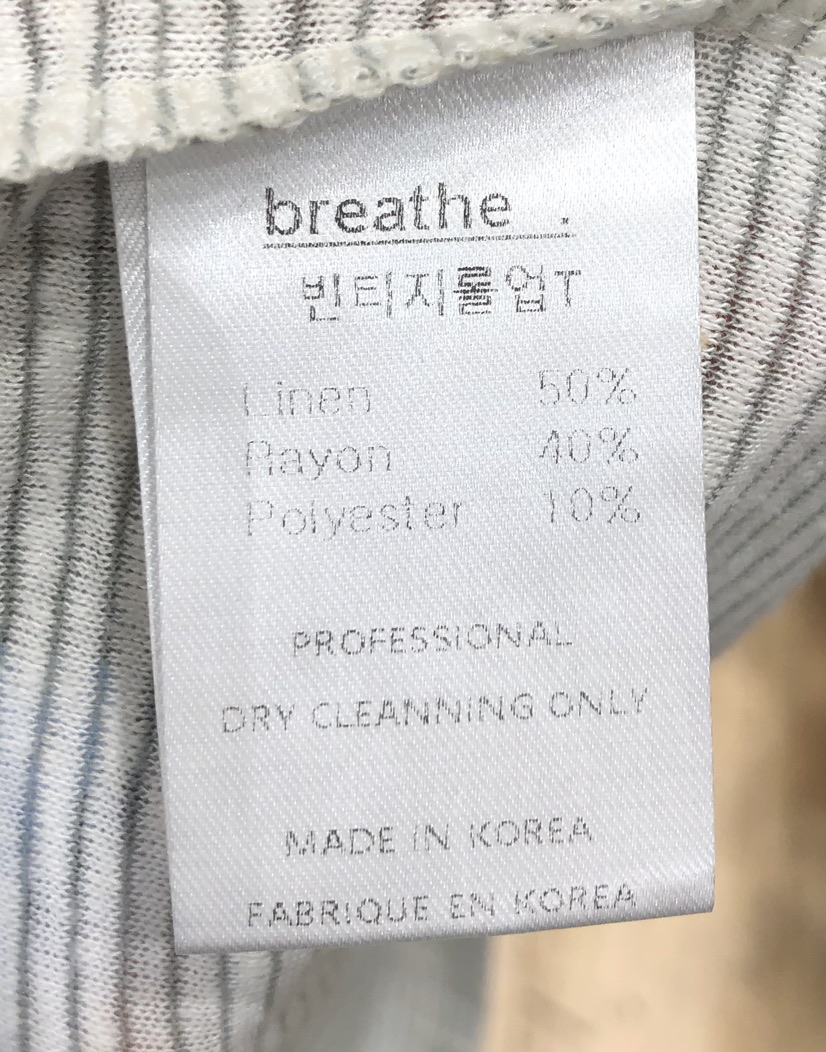 breathe .
빈티지롤업T
Linen 50%
Rayon 40%
Polyester 10%
PROFESSIONAL
DRY CLEANNING ONLY
MADE IN KOREA
FABRIQUE EN KOREA